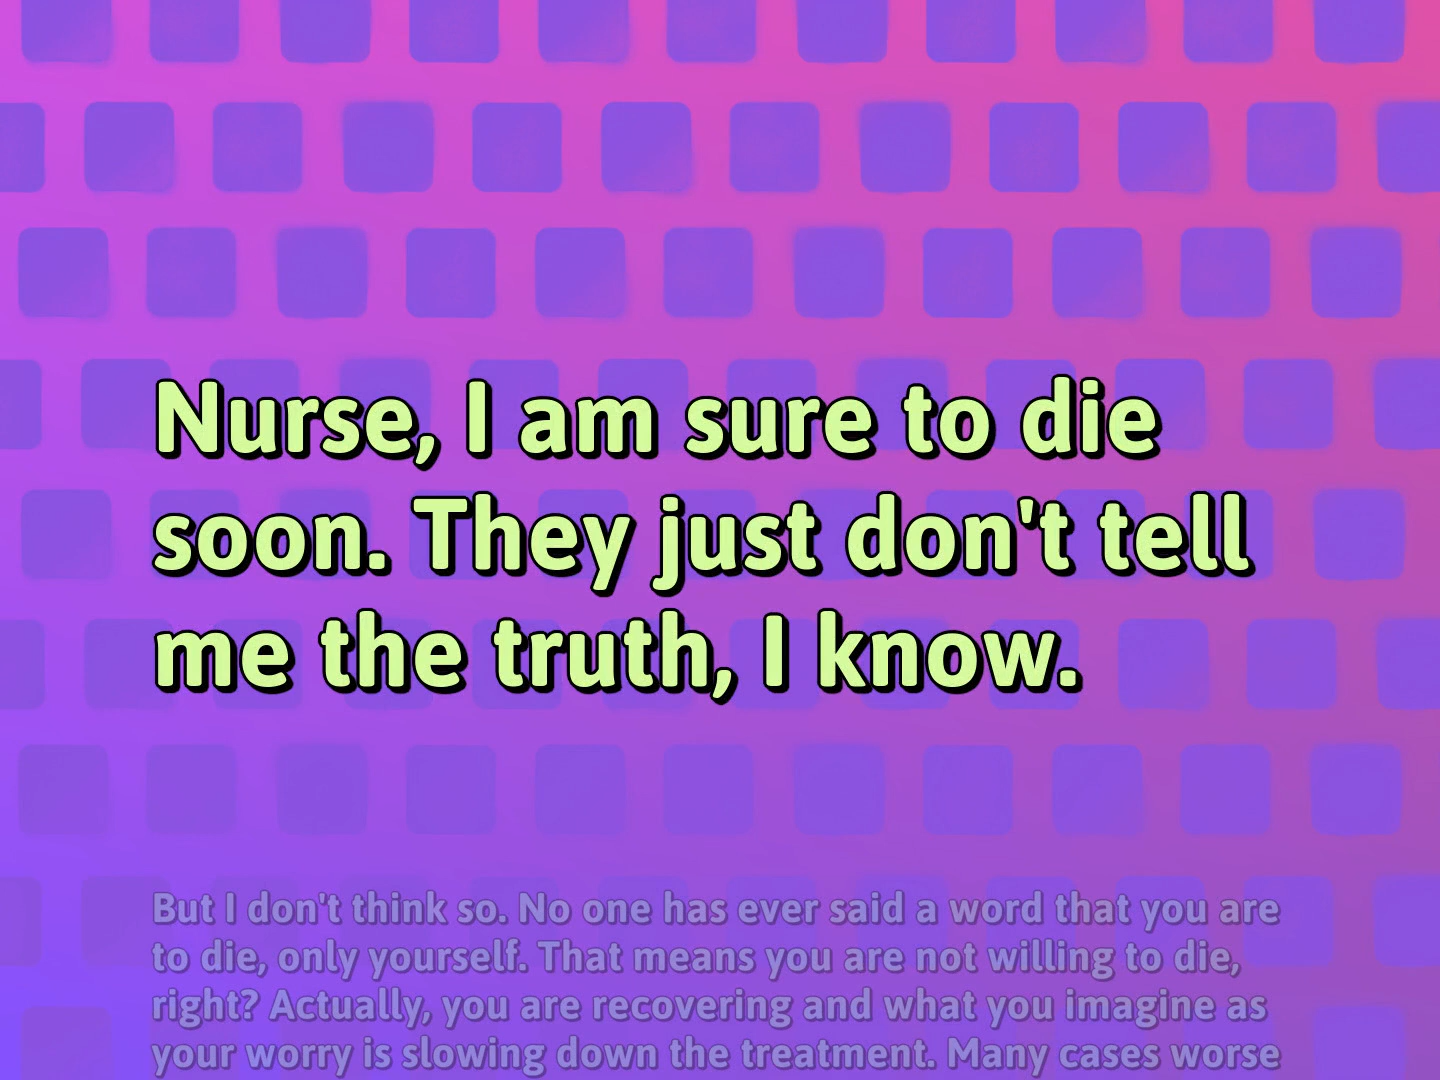 Nurse, I am sure to die
soon. They just don't tell
me the truth, I know.
But I don't think so. No one has ever said a word that you are
to die, only yourself. That means you are not willing to die,
right? Actually, you are recovering and what you imagine as
your worry is slowing down the treatment. Many cases worse